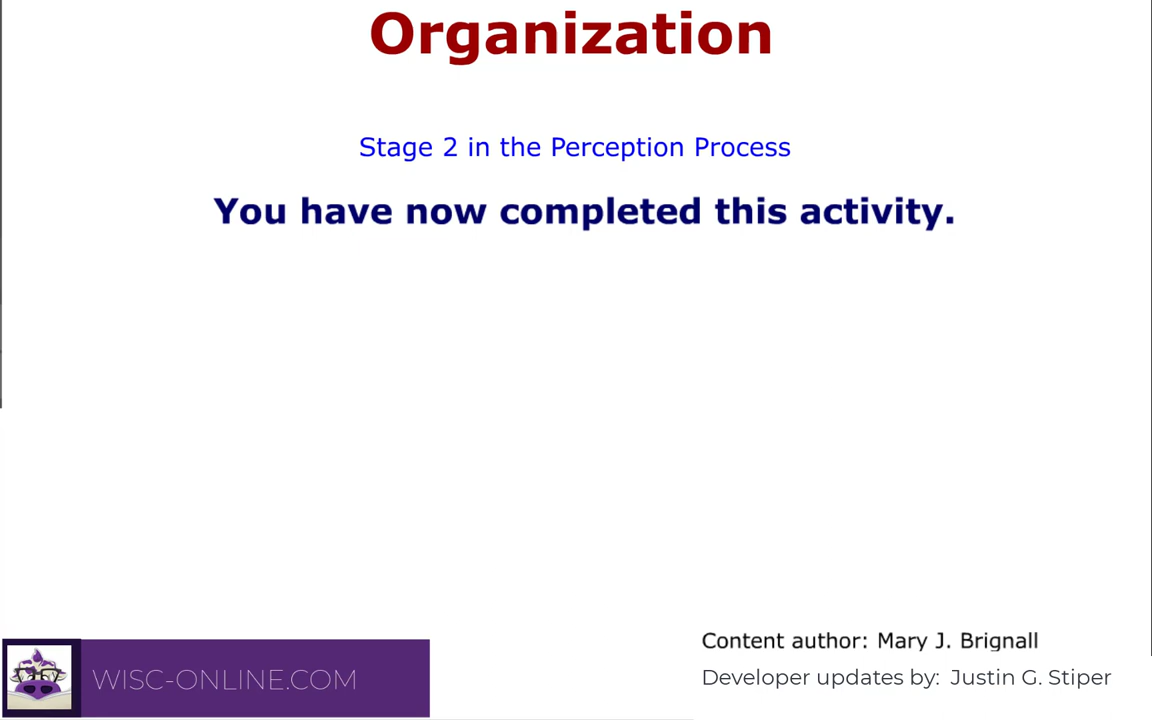 Organization
Stage 2 in the Perception Process
You have now completed this activity.
Content author: Mary J. Brignall
WISC-ONLINE.COM
Developer updates by: Justin G. Stiper